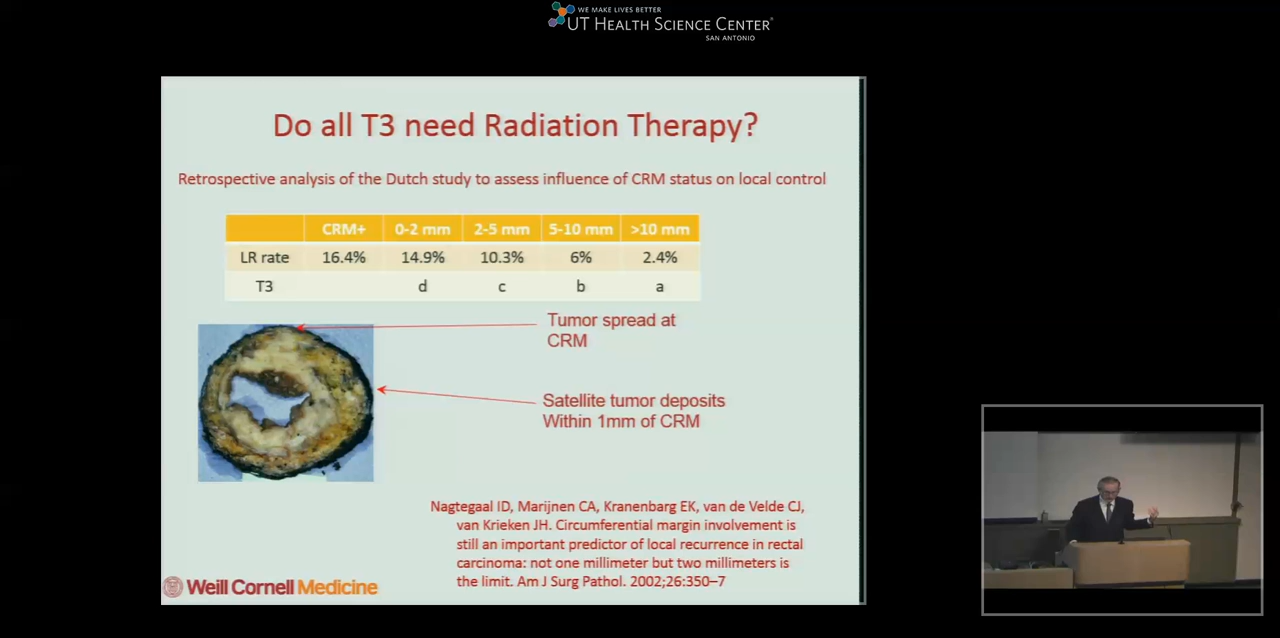 WE MAKE LIVES BETTER
UT HEALTH SCIENCE CENTER®
SAN ANTONIO
Do all T3 need Radiation Therapy?
Retrospective analysis of the Dutch study to assess influence of CRM status on local control
CRM+ 0-2 mm 2-5 mm 5-10 mm >10 mm
LR rate 16.4% 14.9% 10.3% 6% 2.4%
T3 d c b a
Tumor spread at
CRM
Satellite tumor deposits
Within 1mm of CRM
Nagtegaal ID, Marijnen CA, Kranenbarg EK, van de Velde CJ,
van Krieken JH. Circumferential margin involvement is
still an important predictor of local recurrence in rectal
carcinoma: not one millimeter but two millimeters is
the limit. Am J Surg Pathol. 2002;26:350–7
Weill Cornell Medicine